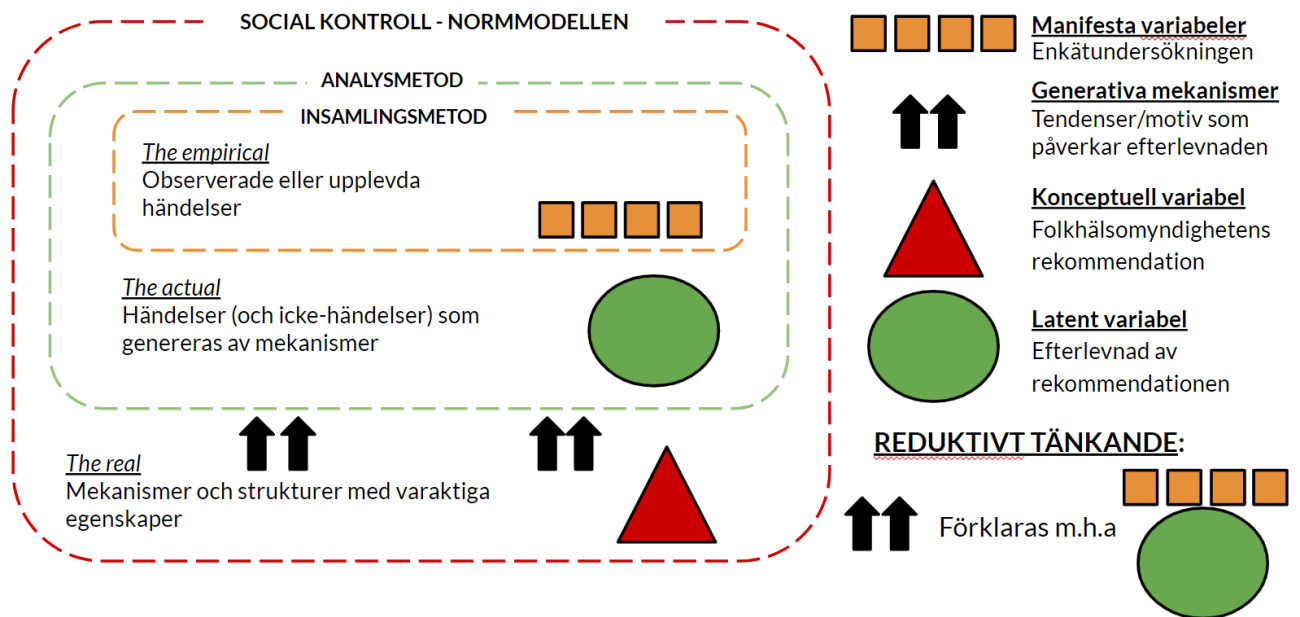 SOCIAL KONTROLL - NORMMODELLEN
ANALYSMETOD
INSAMLINGSMETOD
The empirical
Observerade eller upplevda
händelser
The actual
Händelser (och icke-händelser) som
genereras av mekanismer
The real
Mekanismer och strukturer med varaktiga
egenskaper
Manifesta variabeler
Enkätundersökningen
Generativa mekanismer
Tendenser/motiv som
påverkar efterlevnaden
Konceptuell variabel
Folkhälsomyndighetens
rekommendation
Latent variabel
Efterlevnad av
rekommendationen
REDUKTIVT TÄNKANDE:
Förklaras m.h.a